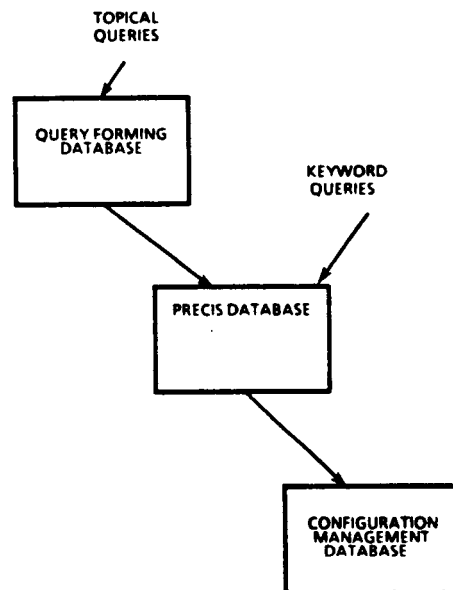 TOPICAL
QUERIES
QUERY FORMING
DATABASE
KEYWORD
QUERIES
PRECIS DATABASE
CONFIGURATION
MANAGEMENT
DATABASE